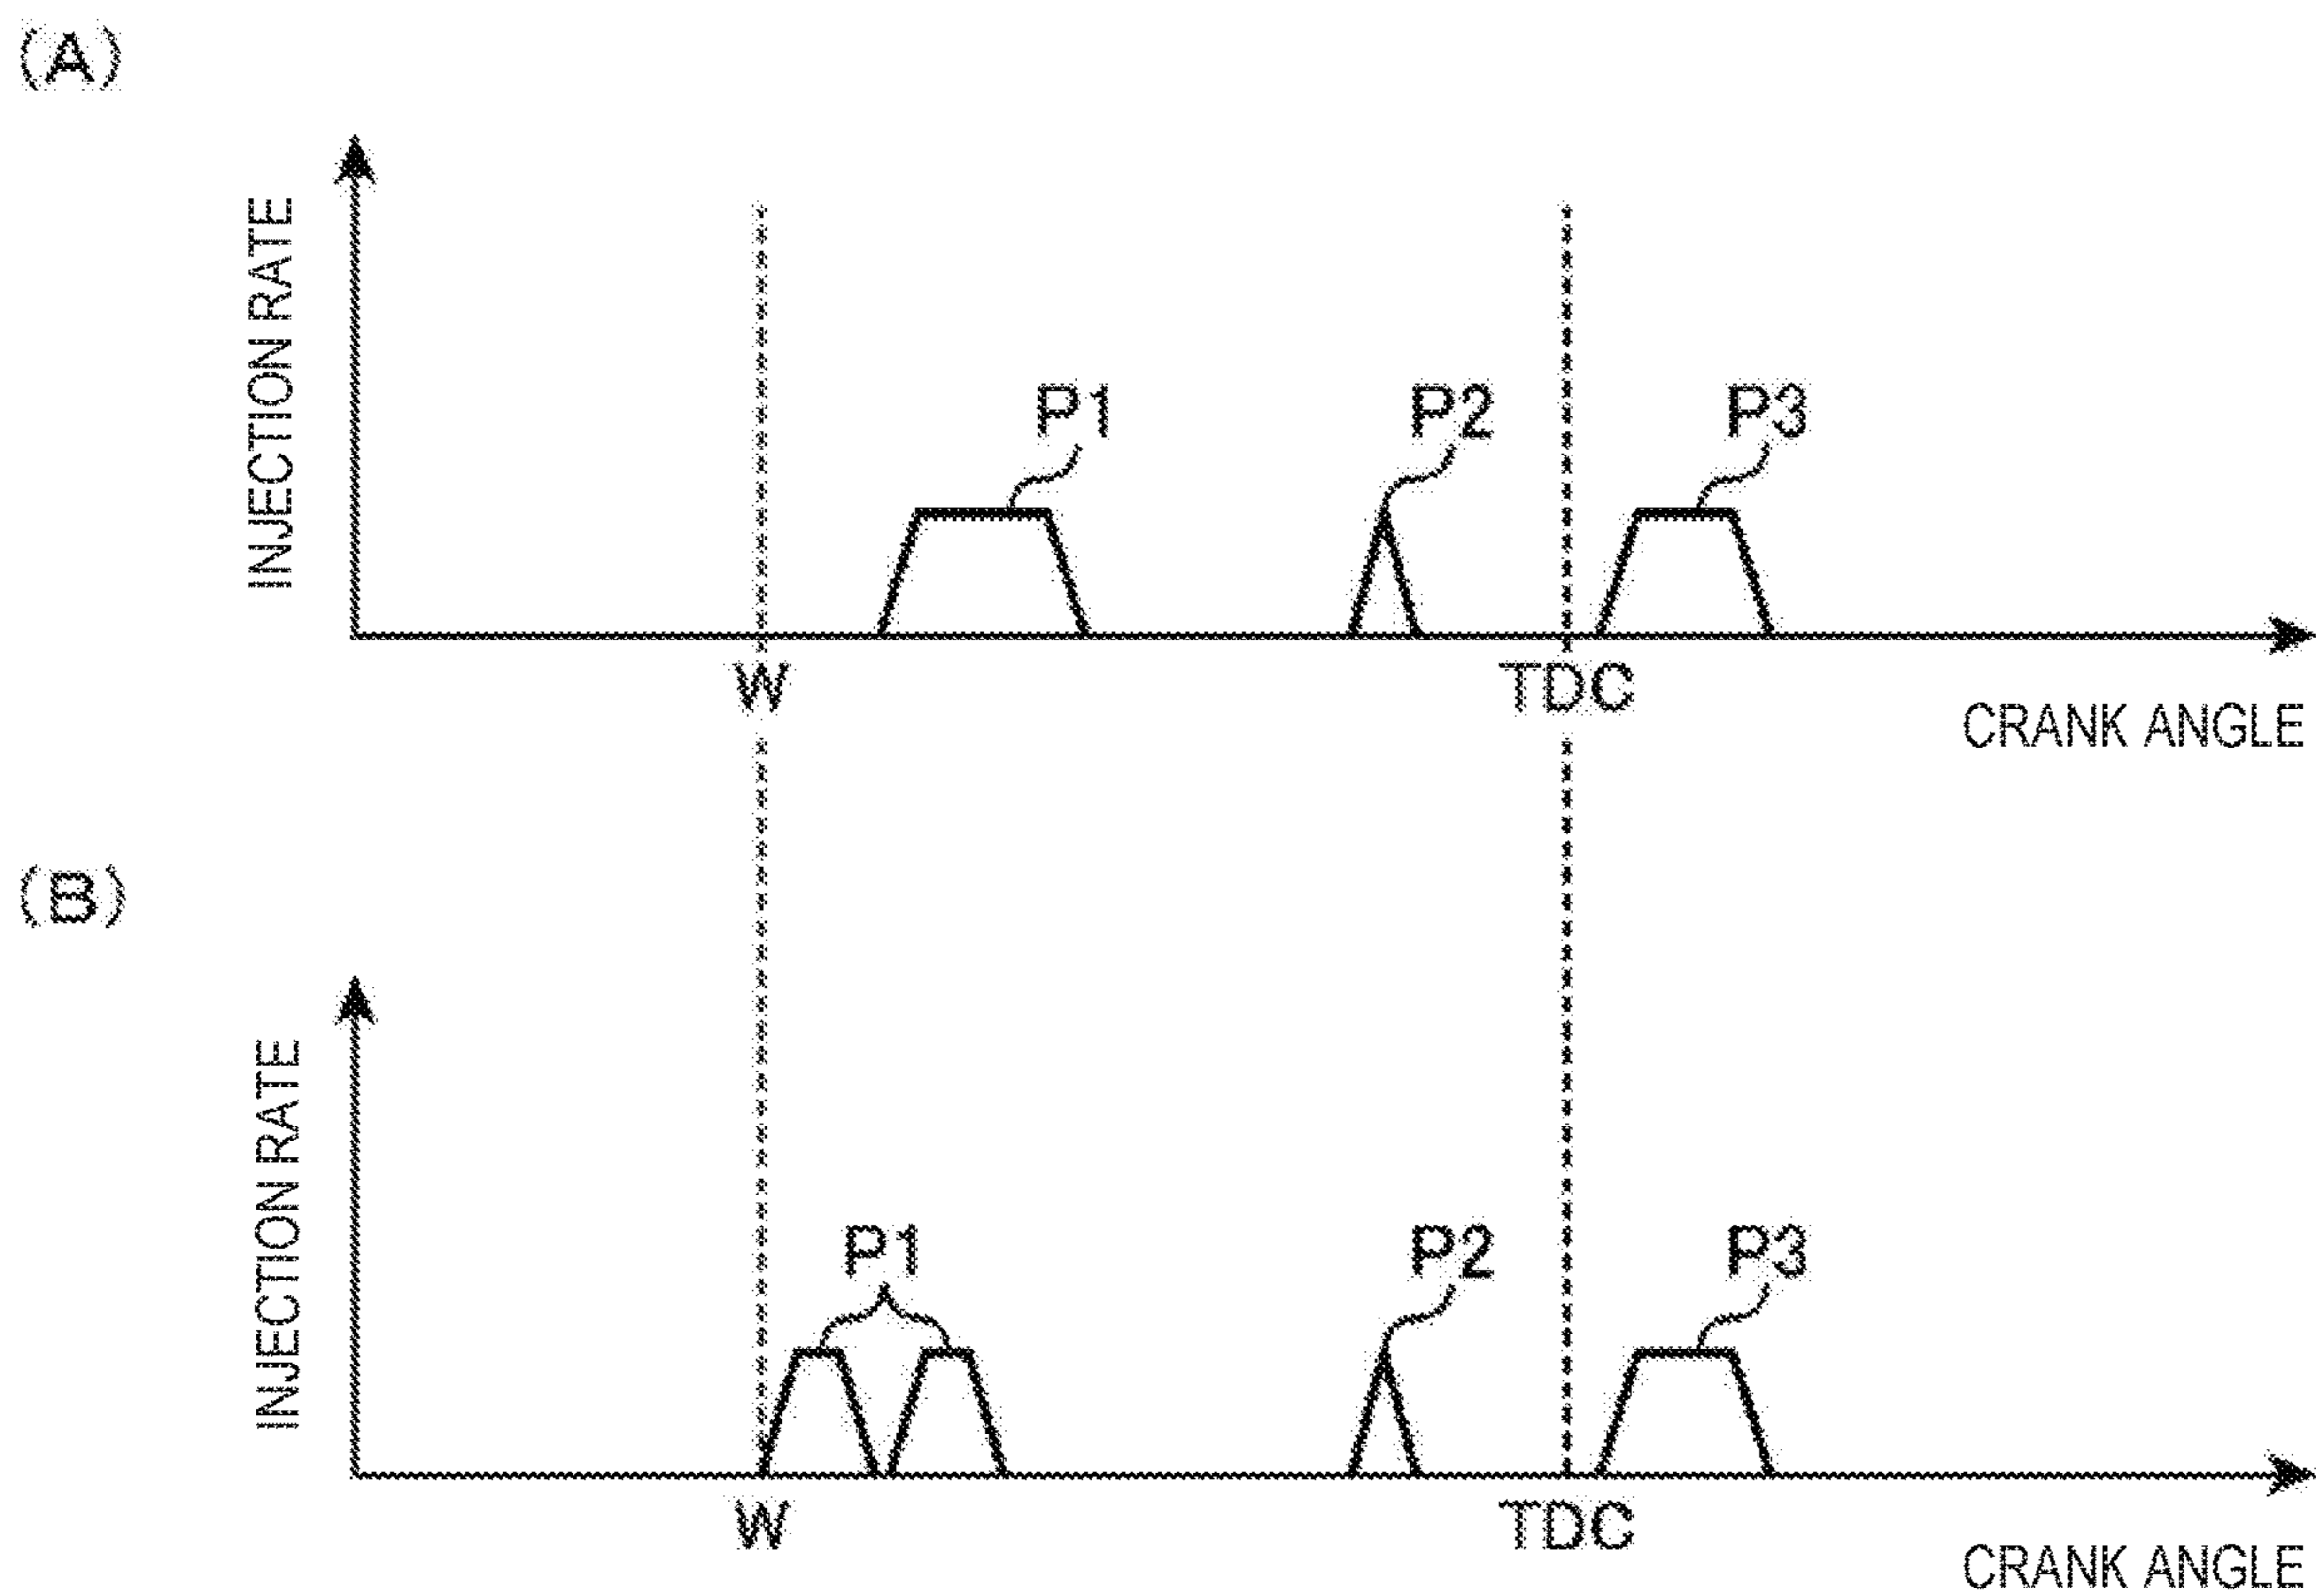 (A)
INJECTION RATE
P1 P2 P3
W TDC
CRANK ANGLE
(B)
INJECTION RATE
P1 P2 P3
W TDC
CRANK ANGLE